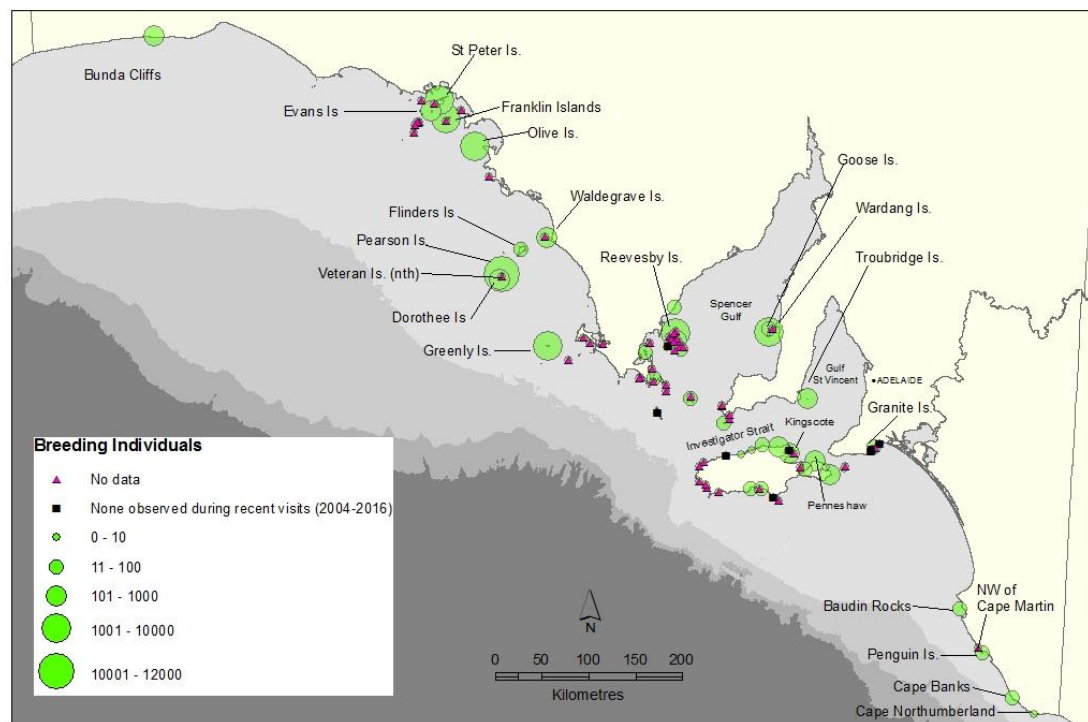 St Peter Is.
Bunda Cliffs
Evans Is
Franklin Islands
Olive Is.
Goose Is.
Waldegrave Is.
Wardang Is.
Flinders Is
Pearson Is.
Reevesby Is.
Troubridge Is.
Veteran Is. (nth)
Spencer
Gulf
Dorothee Is
Greenly Is.
Gulf
St Vincent
ADELAIDE
Granite Is.
Kingscote
Investigator Strait
Penneshaw
Breeding Individuals
No data
None observed during recent visits (2004-2016)
0 - 10
11 - 100
101 - 1000
1001 - 10000
10001 - 12000
N
0 50 100 150 200
Kilometres
Baudin Rocks
NW of
Cape Martin
Penguin Is.
Cape Banks
Cape Northumberland